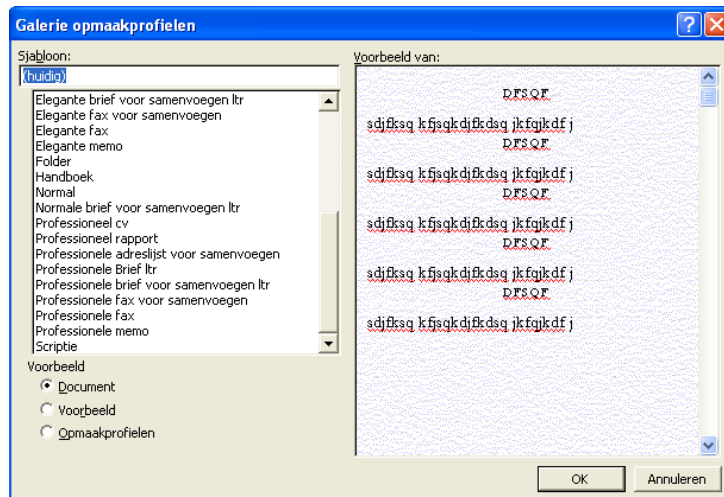 Galerie opmaakprofielen
Sjabloon:
(huidig)
Elegante brief voor samenvoegen ltr
Elegante fax voor samenvoegen
Elegante fax
Elegante memo
Folder
Handboek
Normal
Normale brief voor samenvoegen ltr
Professioneel cv
Professioneel rapport
Professionele adreslijst voor samenvoegen
Professionele Brief ltr
Professionele brief voor samenvoegen ltr
Professionele fax voor samenvoegen
Professionele fax
Professionele memo
Scriptie
Voorbeeld
Document
Voorbeeld
Opmaakprofielen
Voorbeeld van:
DFSQF
sdjfksq kfjsqkdjfkdsq jkfqjkdf j
DFSQF
sdjfksq kfjsqkdjfkdsq jkfqjkdf j
DFSQF
sdjfksq kfjsqkdjfkdsq jkfqjkdf j
DFSQF
sdjfksq kfjsqkdjfkdsq jkfqjkdf j
DFSQF
sdjfksq kfjsqkdjfkdsq jkfqjkdf j
OK
Annuleren